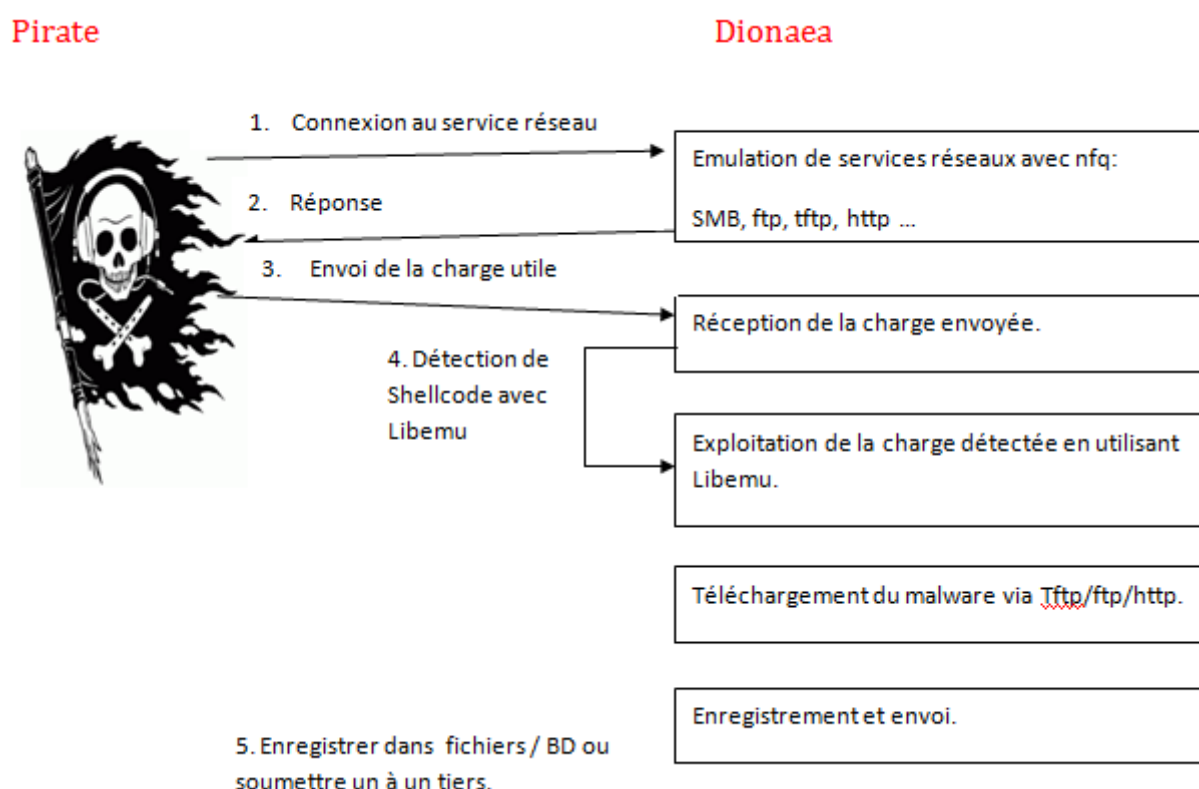 Pirate
Dionaea
1. Connexion au service réseau
Emulation de services réseaux avec nfq:
SMB, ftp, tftp, http ...
2. Réponse
3. Envoi de la charge utile
Réception de la charge envoyée.
4. Détection de
Shellcode avec
Libemu
Exploitation de la charge détectée en utilisant
Libemu.
Téléchargement du malware via Tftp/ftp/http.
Enregistrement et envoi.
5. Enregistrer dans fichiers / BD ou
soumettre un à un tiers.